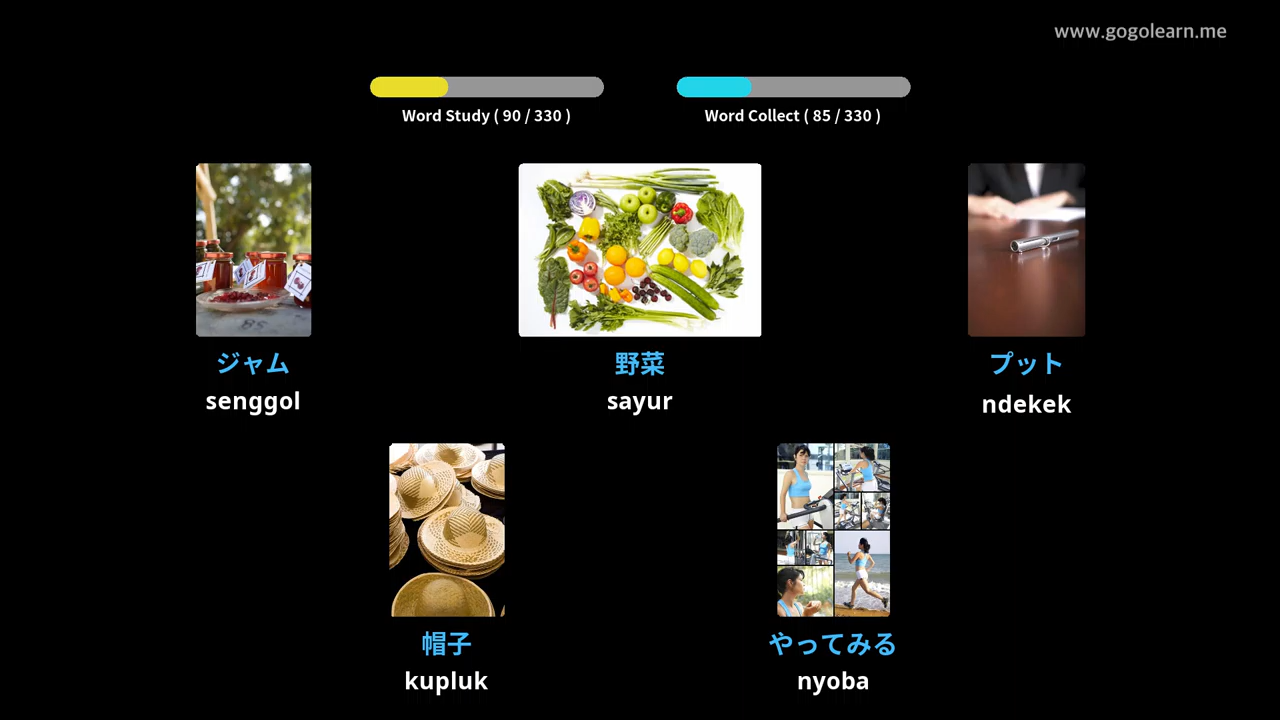 www.gogolearn.me
Word Study ( 90 / 330 )
Word Collect ( 85 / 330 )
ジャム
senggol
野菜
sayur
プット
ndekek
帽子
kupluk
やってみる
nyoba